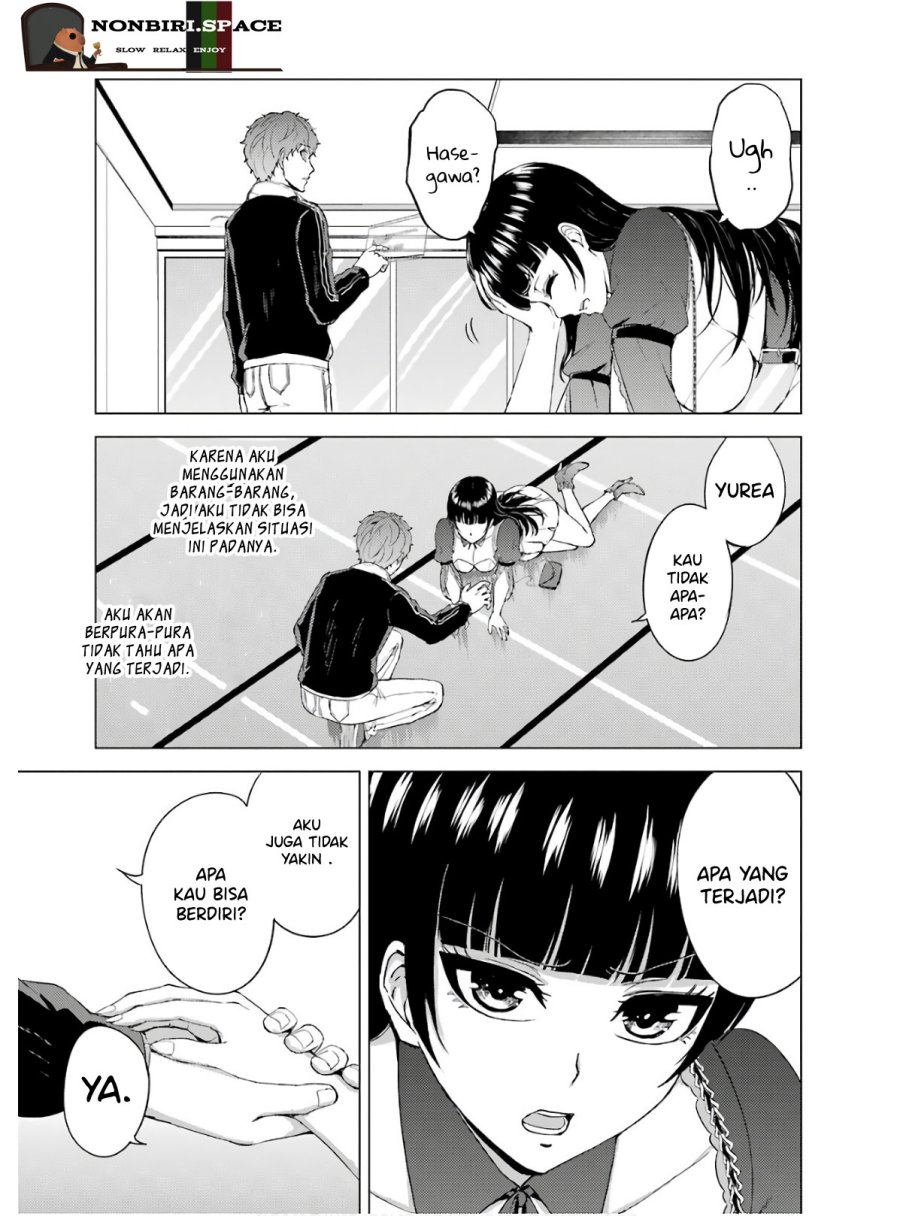 NONBIRI.SPACE
SLOW RELAX ENJOY
Ugh
..
Hase-
gawa?
YUREA
KAU
TIDAK
APA-
APA?
KARENA AKU
MENGGUNAKAN
BARANG-BARANG,
JADI AKU TIDAK BISA
MENJELASKAN SITUASI
INI PADANYA.
AKU AKAN
BERPURA-PURA
TIDAK TAHU APA
YANG TERJADI.
APA YANG
TERJADI?
AKU
JUGA TIDAK
YAKIN .
APA
KAU BISA
BERDIRI?
YA.